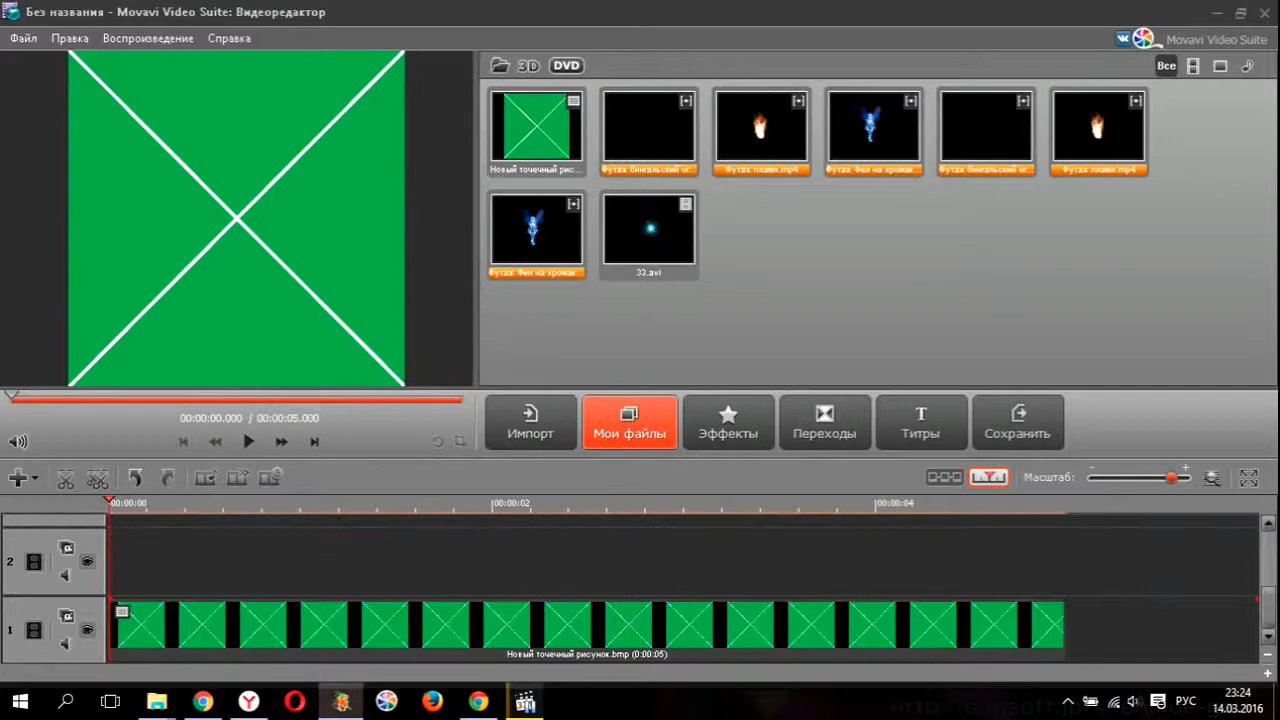 Без названия - Movavi Video Suite: Видеоредактор
Файл Правка Воспроизведение Справка
Movavi Video Suite
3D DVD Все
Новый точечный рис... Футаж бингальский ог... Футаж пламя.mp4 Футаж Фея на хромак... Футаж бингальский ог... Футаж пламя.mp4
Футаж Фея на хромак... 33.avi
00:00:00.000 / 00:00:05.000
Импорт Мои файлы Эффекты Переходы Титры Сохранить
Масштаб:
00:00:00 00:00:02 00:00:04
2
1
Новый точечный рисунок.bmp (0:00:05)
РУС
23:24
14.03.2016